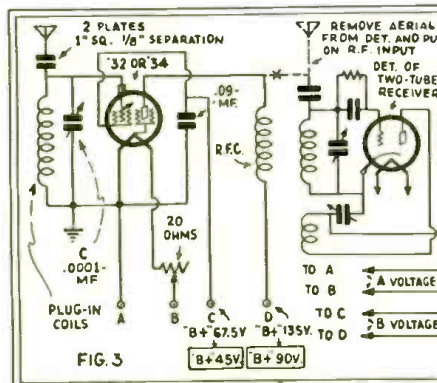 2 PLATES
1" SQ. 1/8" SEPARATION
'32 OR '34
.09-
MF.
R.F.C.
20
OHMS
C
.0001-
MF
PLUG-IN
COILS
A
B
C
D
"B+" 67.5V.
"B+" 135V.
"B+45V.
"B+" 90V.
FIG. 3
REMOVE AERIAL
FROM DET. AND PU
ON R.F. INPUT
DET. OF
TWO-TUBE
RECEIVER
TO A
TO B
A VOLTAGE
TO C
TO D
B VOLTAGE